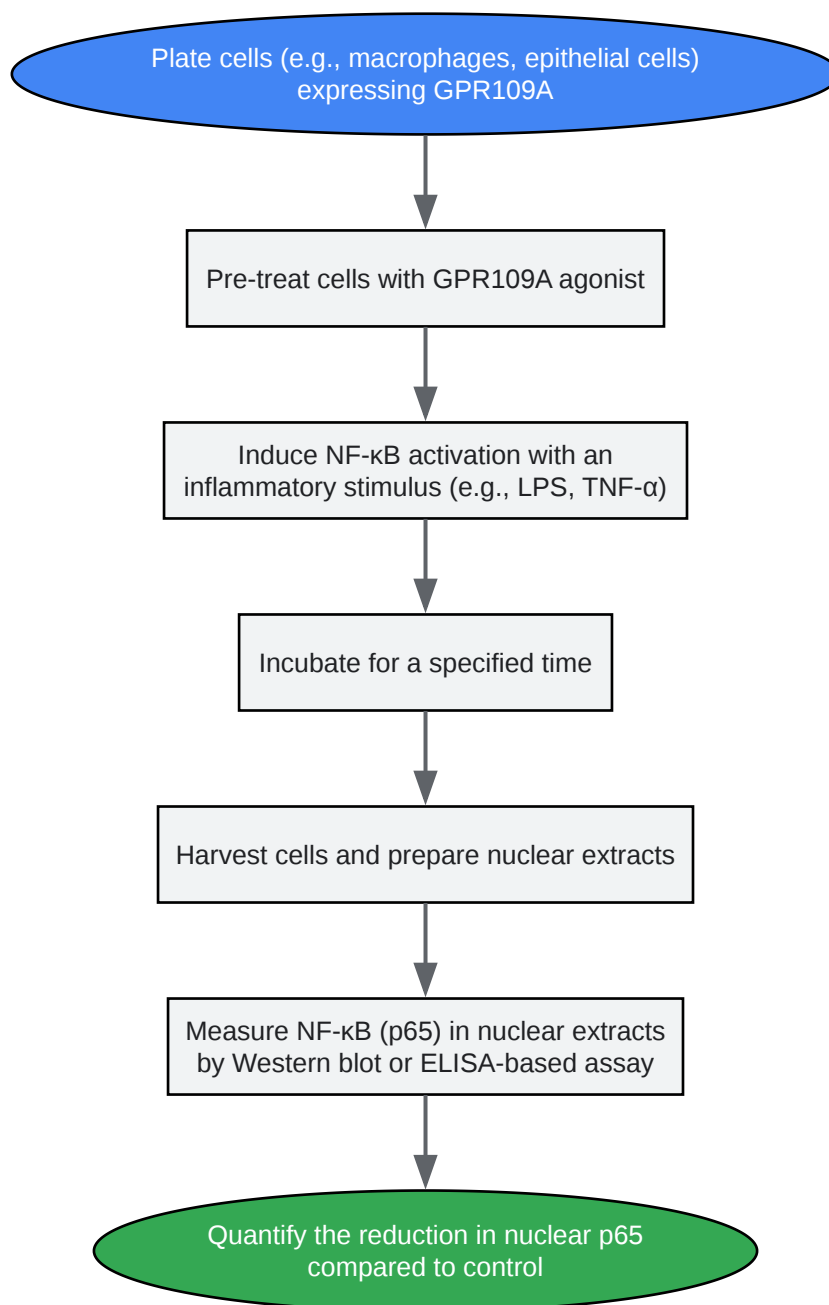 Plate cells (e.g., macrophages, epithelial cells)
expressing GPR109A
Pre-treat cells with GPR109A agonist
Induce NF-κB activation with an
inflammatory stimulus (e.g., LPS, TNF-α)
Incubate for a specified time
Harvest cells and prepare nuclear extracts
Measure NF-κB (p65) in nuclear extracts
by Western blot or ELISA-based assay
Quantify the reduction in nuclear p65
compared to control